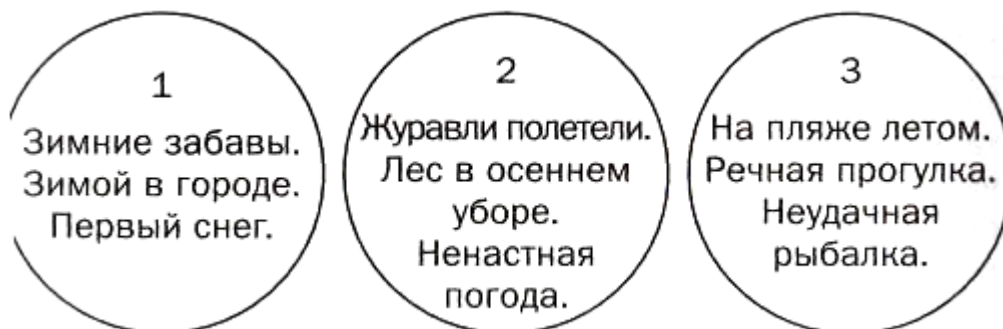 1
Зимние забавы.
Зимой в городе.
Первый снег.
2
Журавли полетели.
Лес в осеннем
уборе.
Ненастная
погода.
3
На пляже летом.
Речная прогулка.
Неудачная
рыбалка.